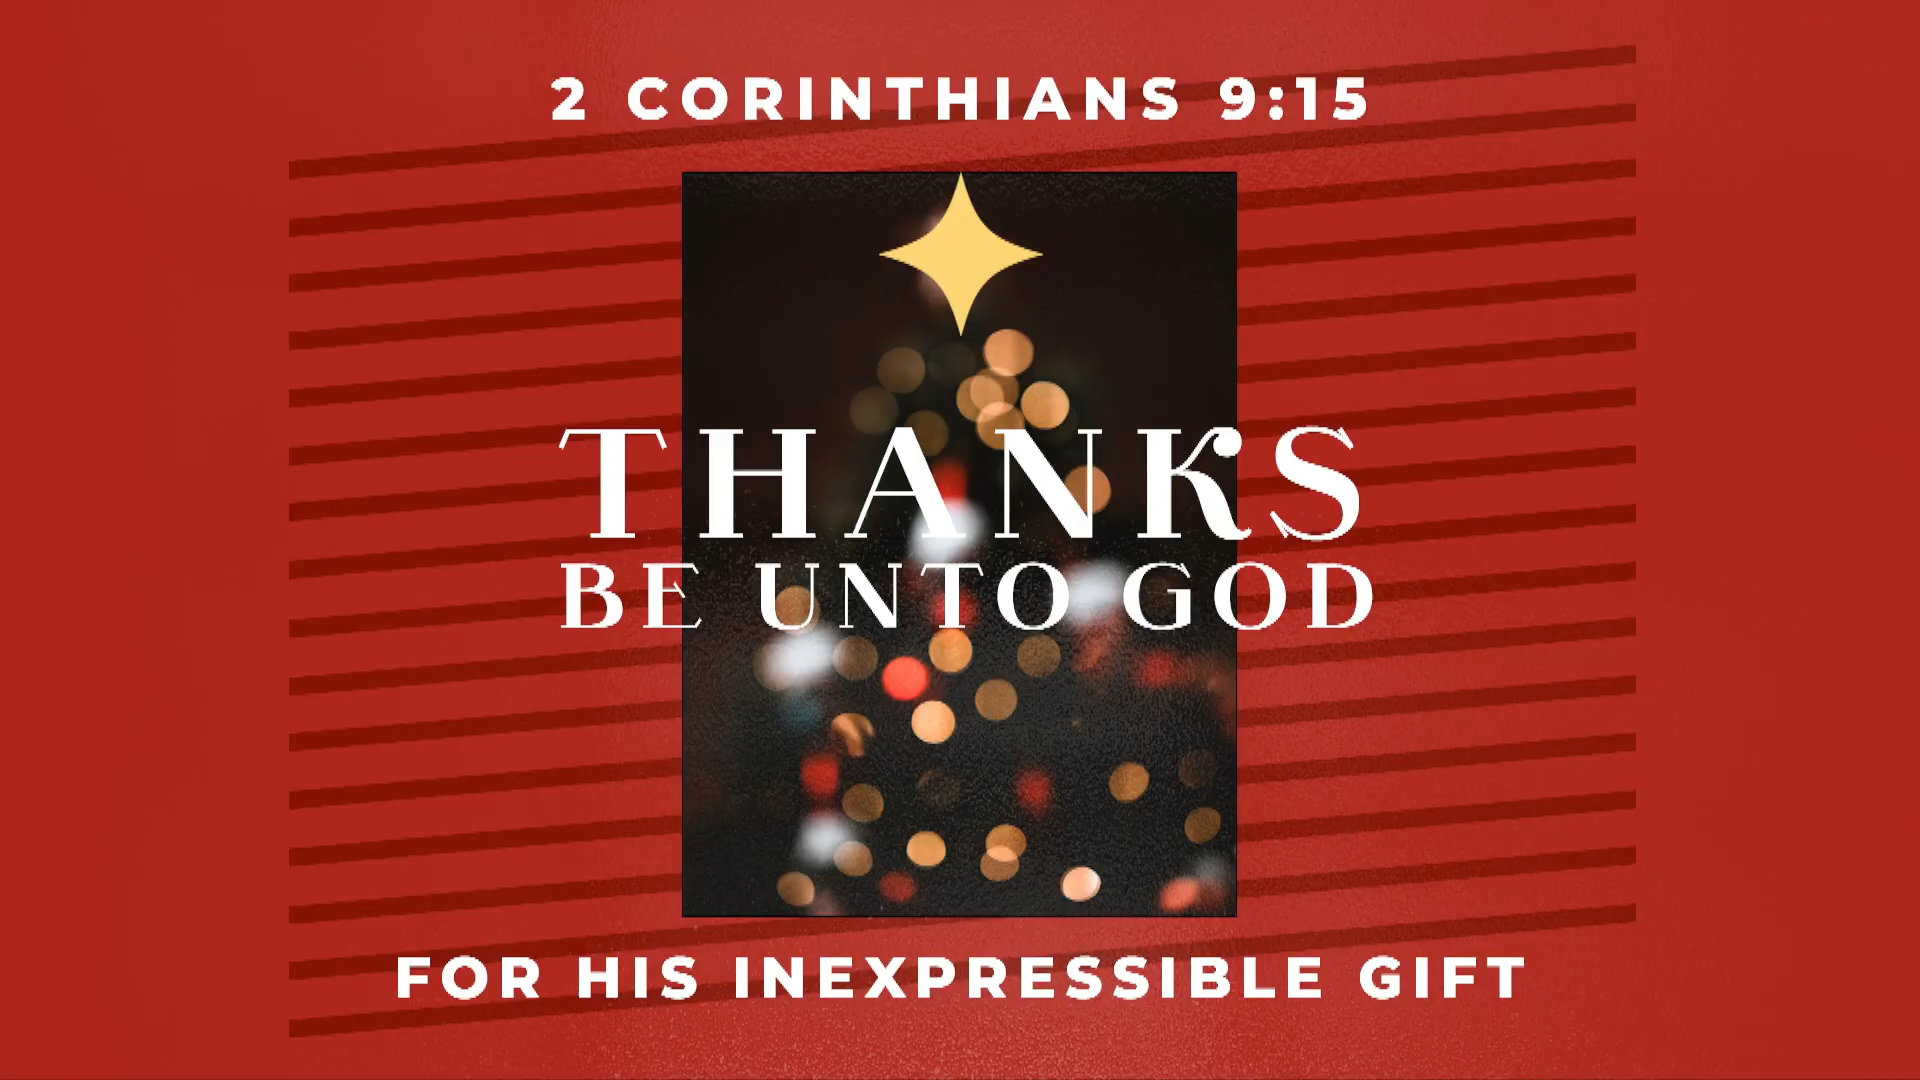 2 CORINTHIANS 9:15
THANKS
BE UNTO GOD
FOR HIS INEXPRESSIBLE GIFT